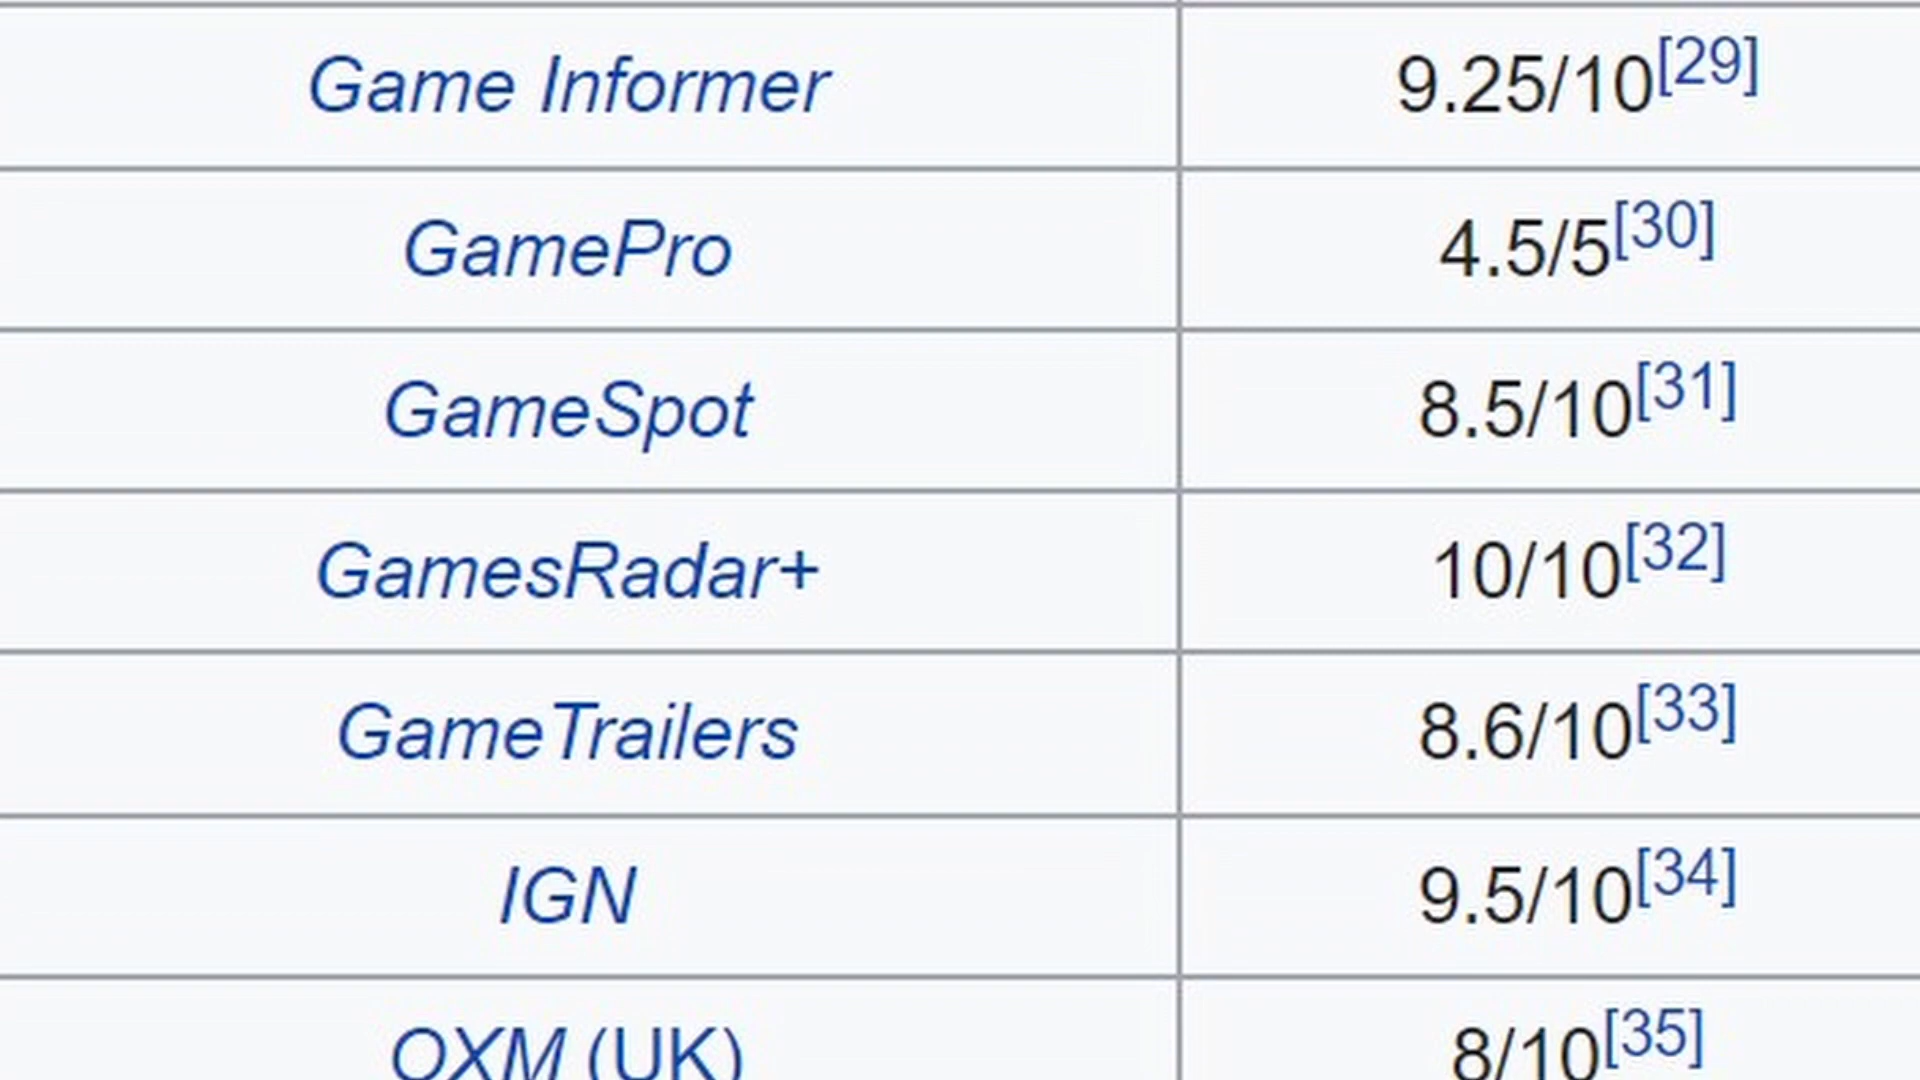 Game Informer 9.25/10[29]
GamePro 4.5/5[30]
GameSpot 8.5/10[31]
GamesRadar+ 10/10[32]
GameTrailers 8.6/10[33]
IGN 9.5/10[34]
OXM (UK) 8/10[35]